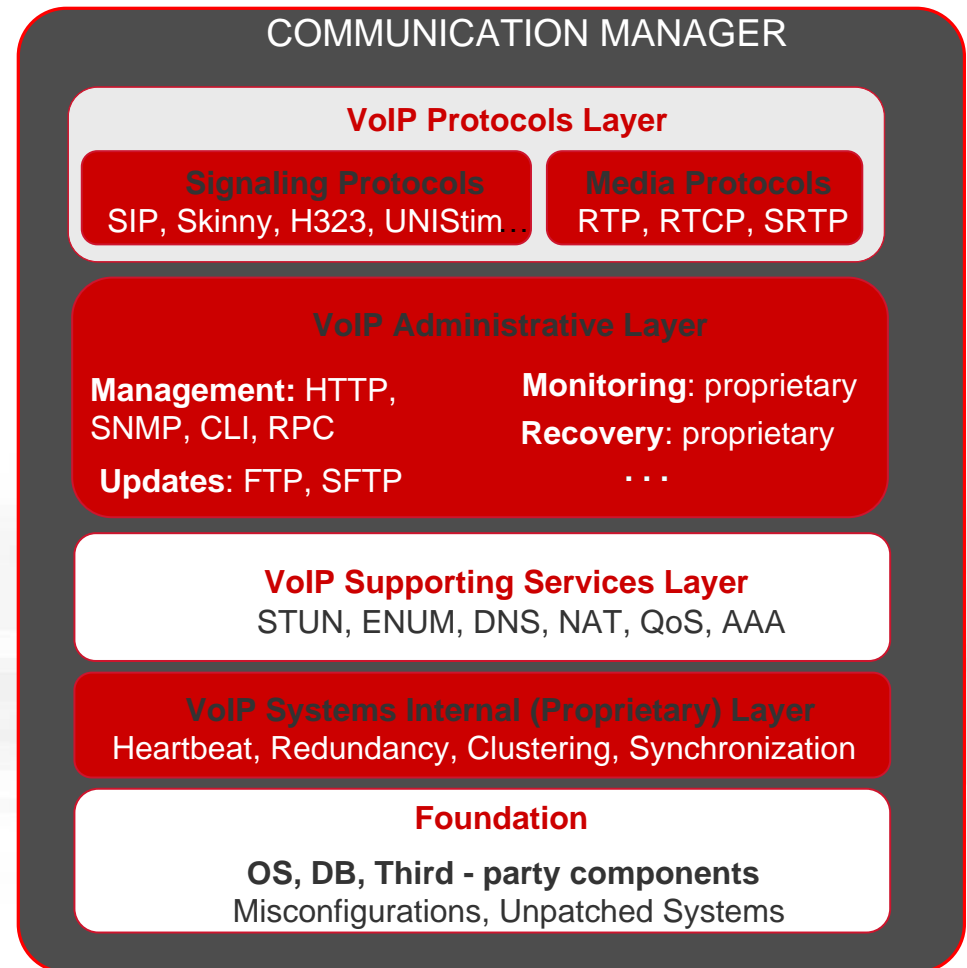 COMMUNICATION MANAGER
VoIP Protocols Layer
Signaling Protocols
SIP, Skinny, H323, UNIStim…
Media Protocols
RTP, RTCP, SRTP
VoIP Administrative Layer
Management: HTTP,
SNMP, CLI, RPC
Updates: FTP, SFTP
Monitoring: proprietary
Recovery: proprietary
. . .
VoIP Supporting Services Layer
STUN, ENUM, DNS, NAT, QoS, AAA
VoIP Systems Internal (Proprietary) Layer
Heartbeat, Redundancy, Clustering, Synchronization
Foundation
OS, DB, Third - party components
Misconfigurations, Unpatched Systems